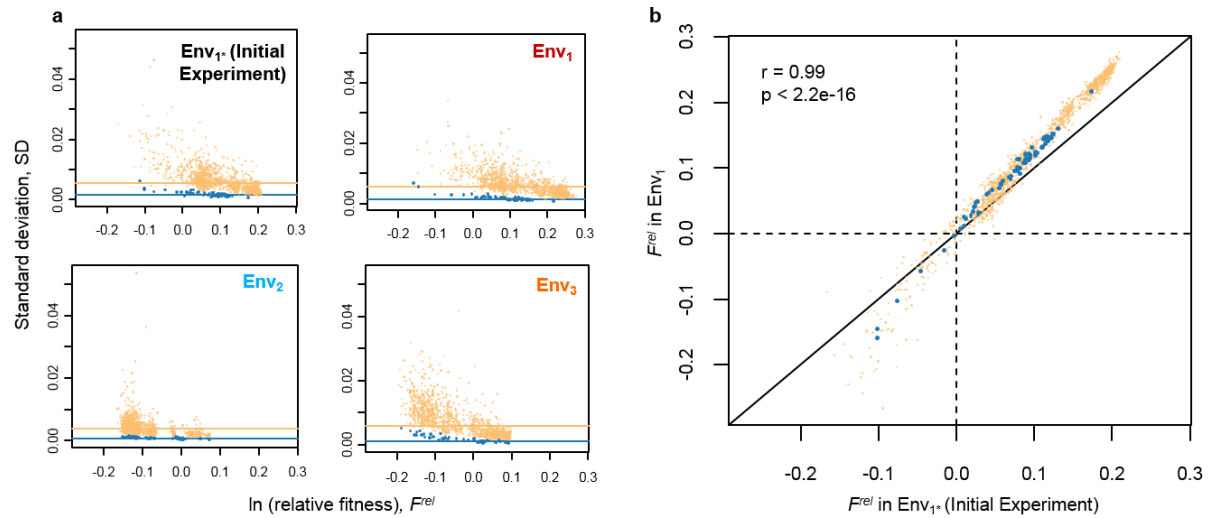 a
Env1* (Initial
Experiment)
Env1
0.04
0.02
0.00
-0.2 -0.1 0.0 0.1 0.2 0.3
0.04
0.02
0.00
-0.2 -0.1 0.0 0.1 0.2 0.3
Standard deviation, SD
Env2
Env3
0.04
0.02
0.00
-0.2 -0.1 0.0 0.1 0.2 0.3
0.04
0.02
0.00
-0.2 -0.1 0.0 0.1 0.2 0.3
ln (relative fitness), Frel
b
r = 0.99
p < 2.2e-16
Frel in Env1
0.3
0.2
0.1
0.0
-0.1
-0.2
-0.2 -0.1 0.0 0.1 0.2 0.3
Frel in Env1* (Initial Experiment)